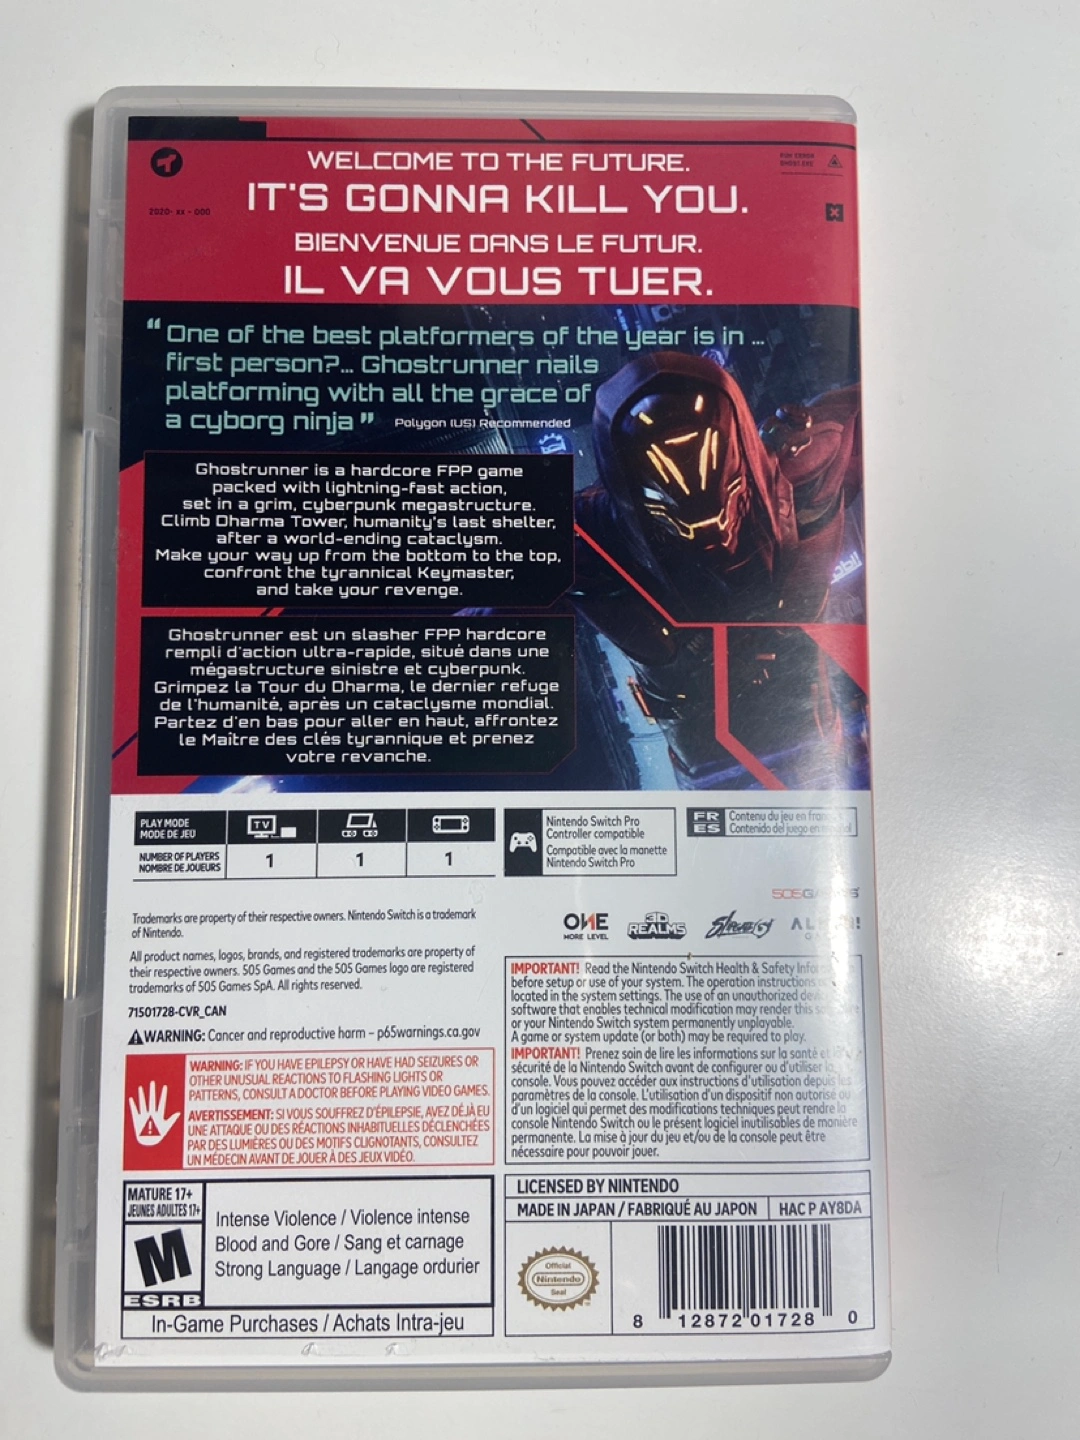 WELCOME TO THE FUTURE.
IT'S GONNA KILL YOU.
2020- xx - 000
BIENVENUE DANS LE FUTUR.
IL VA VOUS TUER.
“ One of the best platformers of the year is in ...
first person?... Ghostrunner nails
platforming with all the grace of
a cyborg ninja ” Polygon (US) Recommended
Ghostrunner is a hardcore FPP game
packed with lightning-fast action,
set in a grim, cyberpunk megastructure.
Climb Dharma Tower, humanity's last shelter,
after a world-ending cataclysm.
Make your way up from the bottom to the top,
confront the tyrannical Keymaster,
and take your revenge.
Ghostrunner est un slasher FPP hardcore
rempli d'action ultra-rapide, situé dans une
mégastructure sinistre et cyberpunk.
Grimpez la Tour du Dharma, le dernier refuge
de l'humanité, après un cataclysme mondial.
Partez d'en bas pour aller en haut, affrontez
le Maître des clés tyrannique et prenez
votre revanche.
PLAY MODE
MODE DE JEU
TV
NUMBER OF PLAYERS
NOMBRE DE JOUEURS
1 1 1
Nintendo Switch Pro
Controller compatible
Compatible avec la manette
Nintendo Switch Pro
FR
ES
Contenu du jeu en
Contenido del juego en
505
ONE
MORE LEVEL
3D
REALMS
Trademarks are property of their respective owners. Nintendo Switch is a trademark
of Nintendo.
All product names, logos, brands, and registered trademarks are property of
their respective owners. 505 Games and the 505 Games logo are registered
trademarks of 505 Games SpA. All rights reserved.
71501728-CVR_CAN
WARNING: Cancer and reproductive harm – p65warnings.ca.gov
WARNING: IF YOU HAVE EPILEPSY OR HAVE HAD SEIZURES OR
OTHER UNUSUAL REACTIONS TO FLASHING LIGHTS OR
PATTERNS, CONSULT A DOCTOR BEFORE PLAYING VIDEO GAMES.
AVERTISSEMENT: SI VOUS SOUFFREZ D'ÉPILEPSIE, AVEZ DÉJÀ EU
UNE ATTAQUE OU DES RÉACTIONS INHABITUELLES DÉCLENCHÉES
PAR DES LUMIÈRES OU DES MOTIFS CLIGNOTANTS, CONSULTEZ
UN MÉDECIN AVANT DE JOUER À DES JEUX VIDÉO.
IMPORTANT! Read the Nintendo Switch Health & Safety
before setup or use of your system. The operation instructions
located in the system settings. The use of an unauthorized
software that enables technical modification may render this
or your Nintendo Switch system permanently unplayable.
A game or system update (or both) may be required to play.
IMPORTANT! Prenez soin de lire les informations sur la santé et
sécurité de la Nintendo Switch avant de configurer ou d'utiliser la
console. Vous pouvez accéder aux instructions d'utilisation depuis les
paramètres de la console. L'utilisation d'un dispositif non autorisé ou
d'un logiciel qui permet des modifications techniques peut rendre la
console Nintendo Switch ou le présent logiciel inutilisables de manière
permanente. La mise à jour du jeu et/ou de la console peut être
nécessaire pour pouvoir jouer.
MATURE 17+
JEUNES ADULTES 17+
M
ESRB
Intense Violence / Violence intense
Blood and Gore / Sang et carnage
Strong Language / Langage ordurier
In-Game Purchases / Achats Intra-jeu
LICENSED BY NINTENDO
MADE IN JAPAN / FABRIQUÉ AU JAPON HAC P AY8DA
Official
Nintendo
Seal
8 12872 01728 0